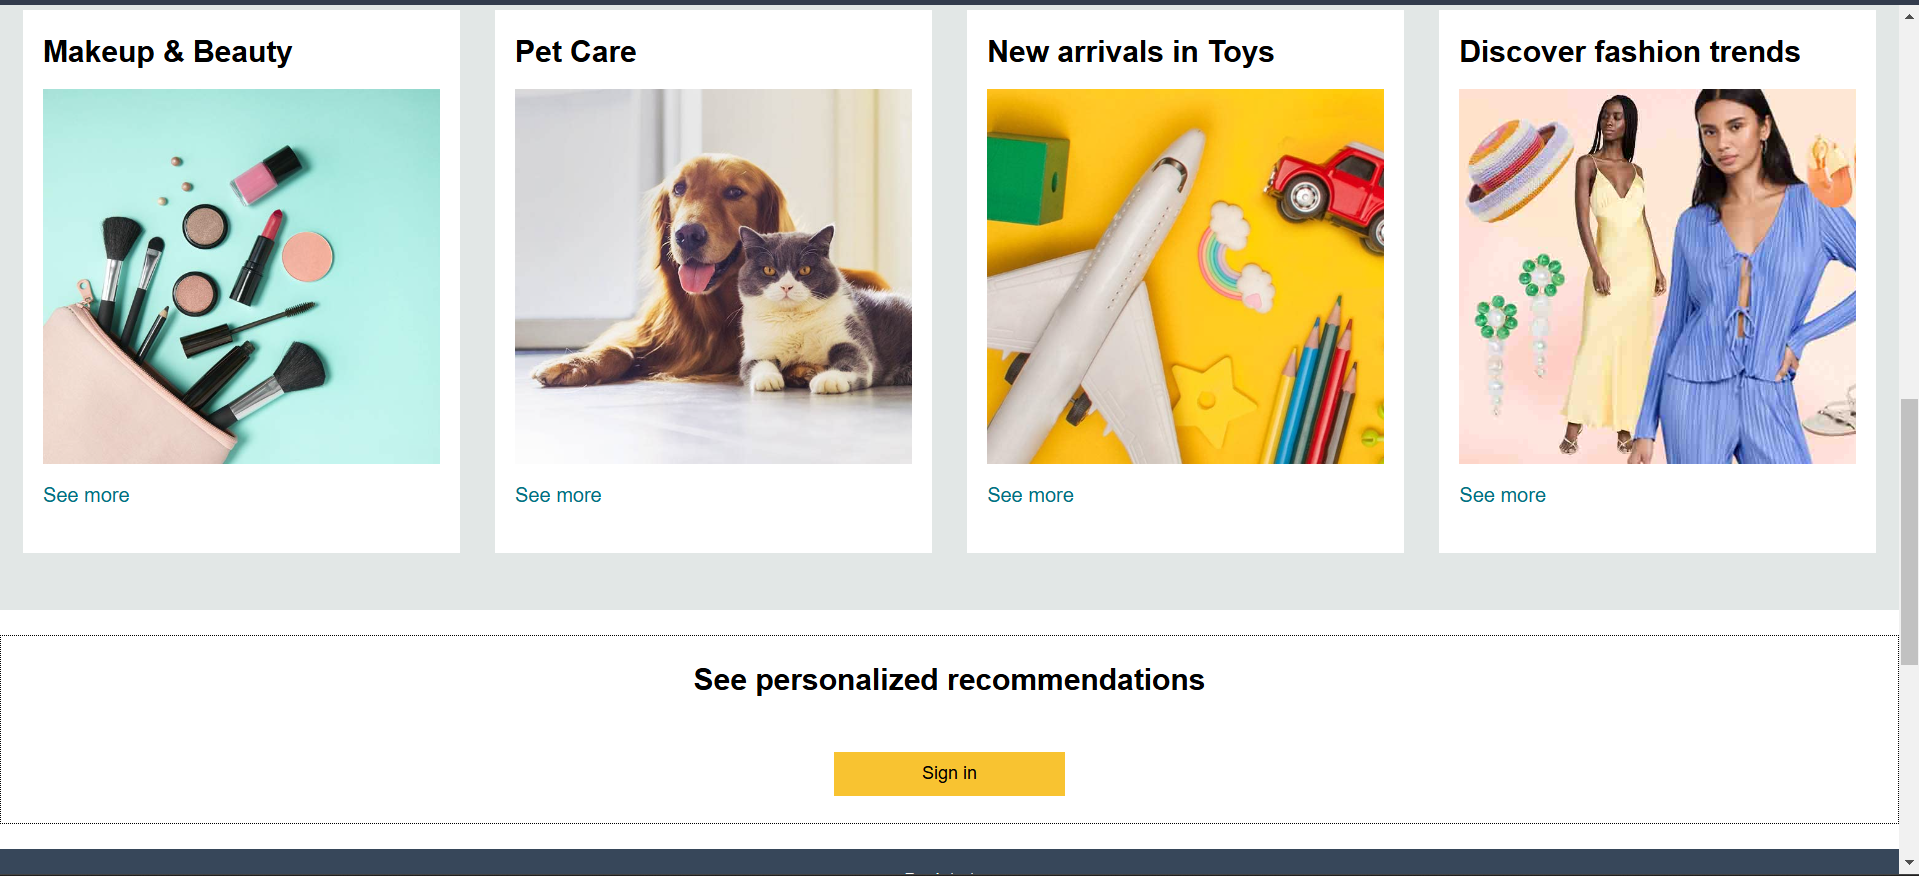 Makeup & Beauty
Pet Care
New arrivals in Toys
Discover fashion trends
See more
See more
See more
See more
See personalized recommendations
Sign in